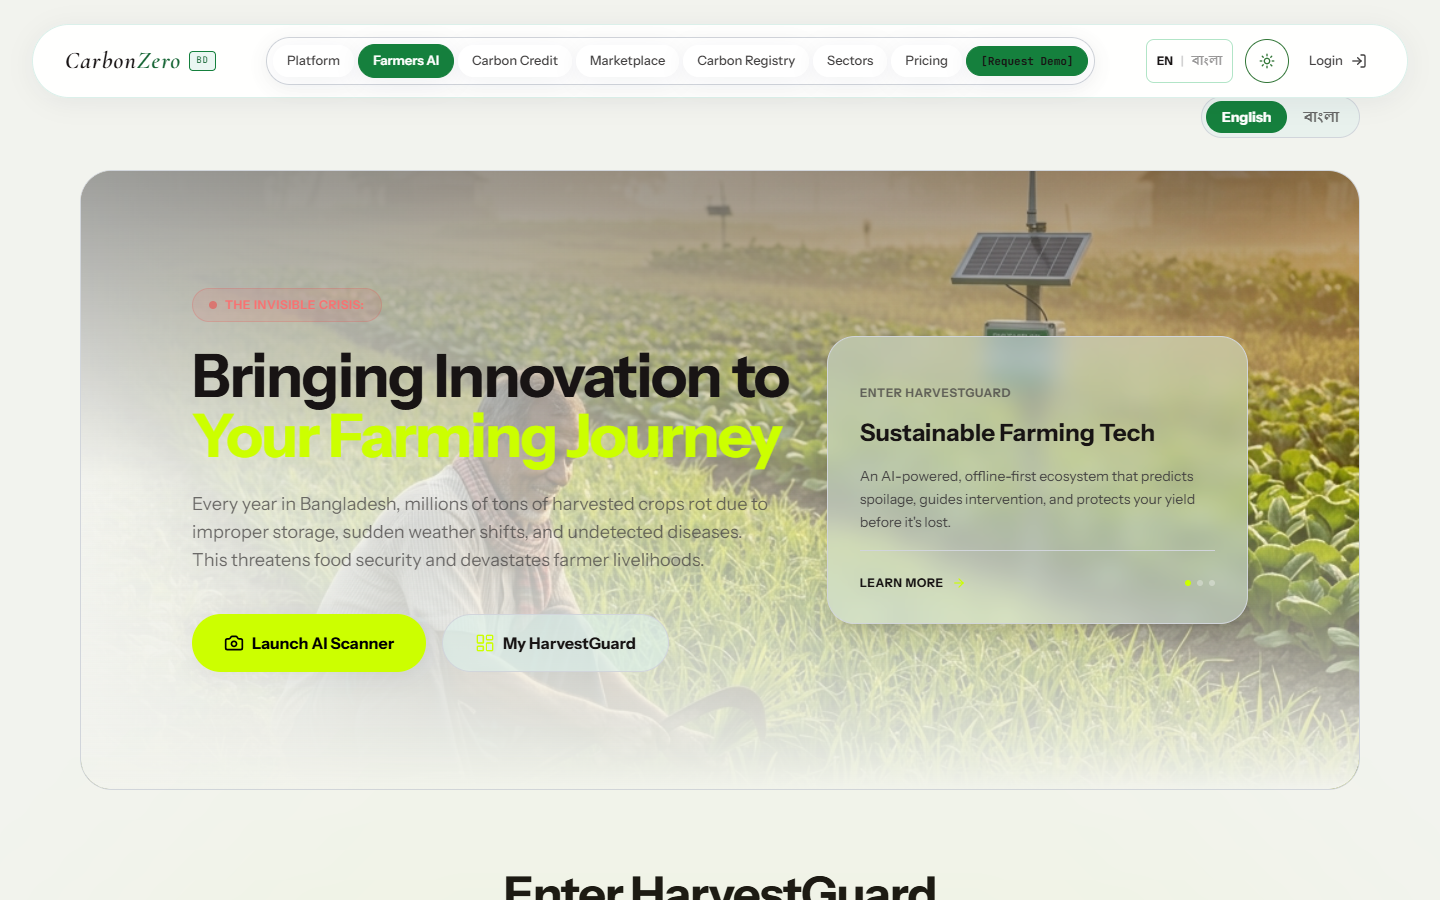 CarbonZero BD
Platform
Farmers AI
Carbon Credit
Marketplace
Carbon Registry
Sectors
Pricing
[Request Demo]
EN | বাংলা
Login
English
বাংলা
THE INVISIBLE CRISIS:
Bringing Innovation to
Your Farming Journey
Every year in Bangladesh, millions of tons of harvested crops rot due to
improper storage, sudden weather shifts, and undetected diseases.
This threatens food security and devastates farmer livelihoods.
Launch AI Scanner
My HarvestGuard
ENTER HARVESTGUARD
Sustainable Farming Tech
An AI-powered, offline-first ecosystem that predicts
spoilage, guides intervention, and protects your yield
before it's lost.
LEARN MORE →
Enter HarvestGuard